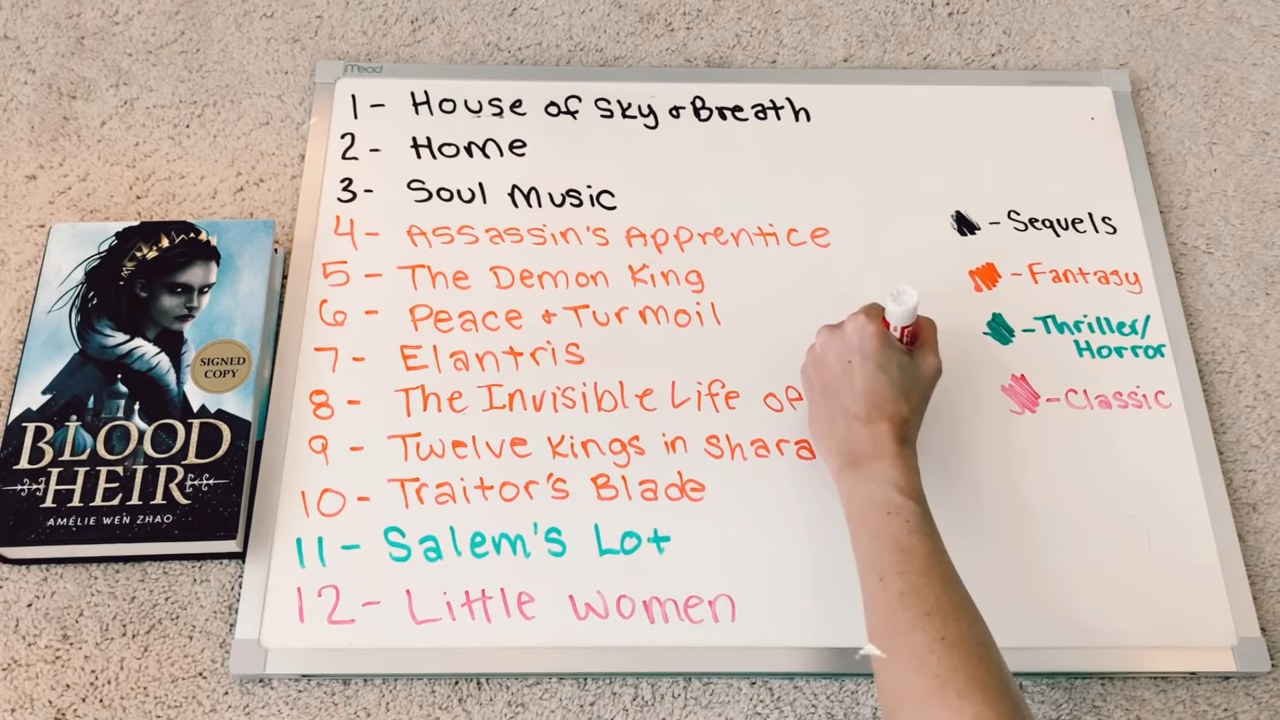 Mead
1 - House of Sky & Breath
2 - Home
3 - Soul Music
4 - Assassin's Apprentice
5 - The Demon King
6 - Peace & Turmoil
7 - Elantris
8 - The Invisible Life of
9 - Twelve Kings in Shara
10 - Traitor's Blade
11 - Salem's Lot
12 - Little Women
- Sequels
- Fantasy
- Thriller/
Horror
- Classic
SIGNED
COPY
BLOOD
HEIR
AMÉLIE WEN ZHAO